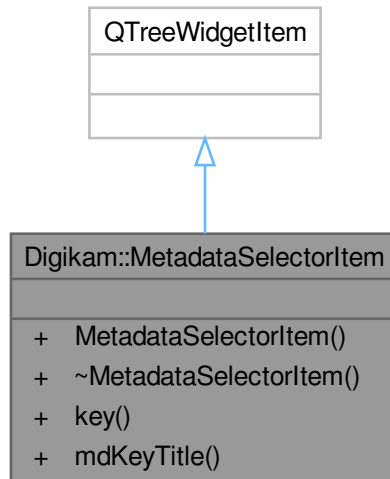 QTreeWidgetItem
Digikam::MetadataSelectorItem
+ MetadataSelectorItem()
+ ~MetadataSelectorItem()
+ key()
+ mdKeyTitle()